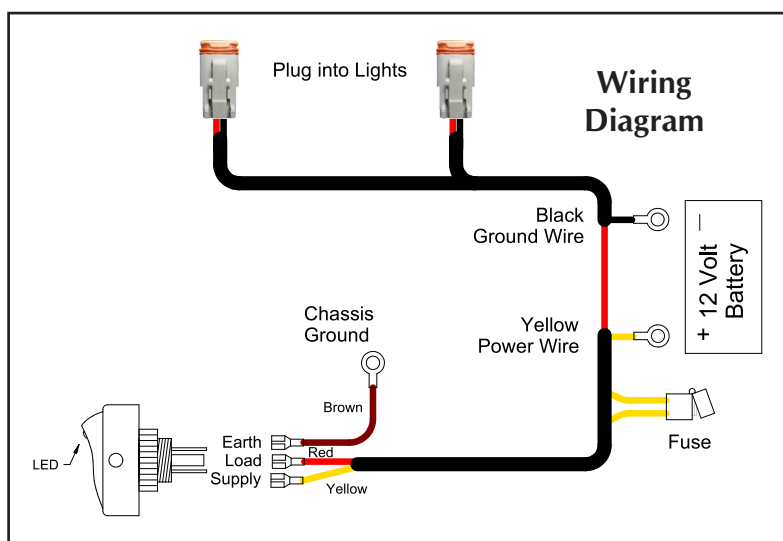 Plug into Lights
Wiring
Diagram
Black
Ground Wire
+ 12 Volt –
Battery
Chassis
Ground
Yellow
Power Wire
Brown
Fuse
Earth
Red
Load
LED
Supply
Yellow